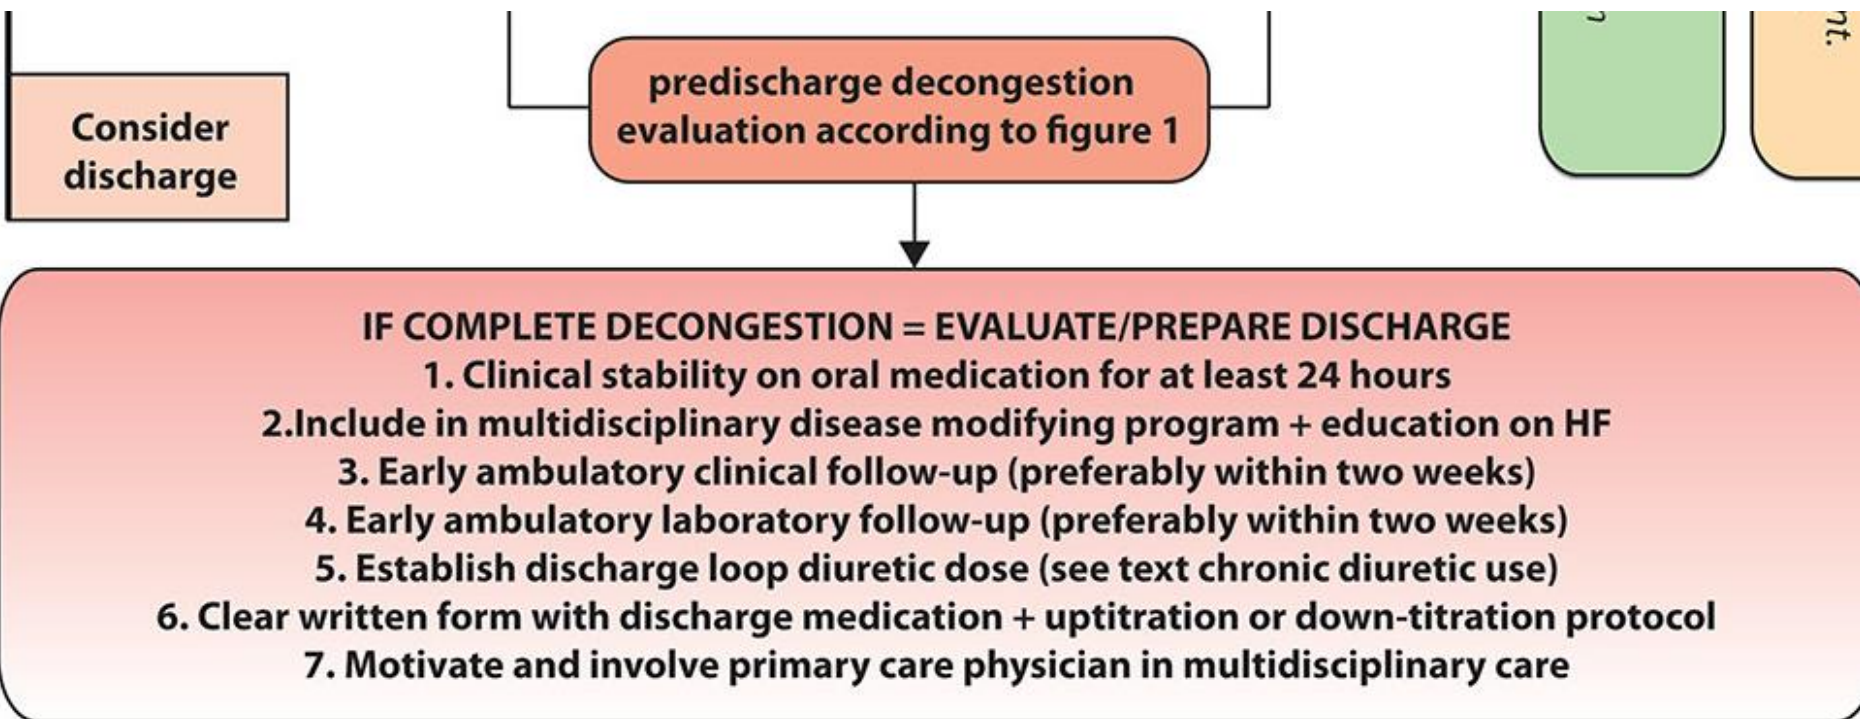 nt.
predischarge decongestion
evaluation according to figure 1
Consider
discharge
IF COMPLETE DECONGESTION = EVALUATE/PREPARE DISCHARGE
1. Clinical stability on oral medication for at least 24 hours
2.Include in multidisciplinary disease modifying program + education on HF
3. Early ambulatory clinical follow-up (preferably within two weeks)
4. Early ambulatory laboratory follow-up (preferably within two weeks)
5. Establish discharge loop diuretic dose (see text chronic diuretic use)
6. Clear written form with discharge medication + uptitration or down-titration protocol
7. Motivate and involve primary care physician in multidisciplinary care